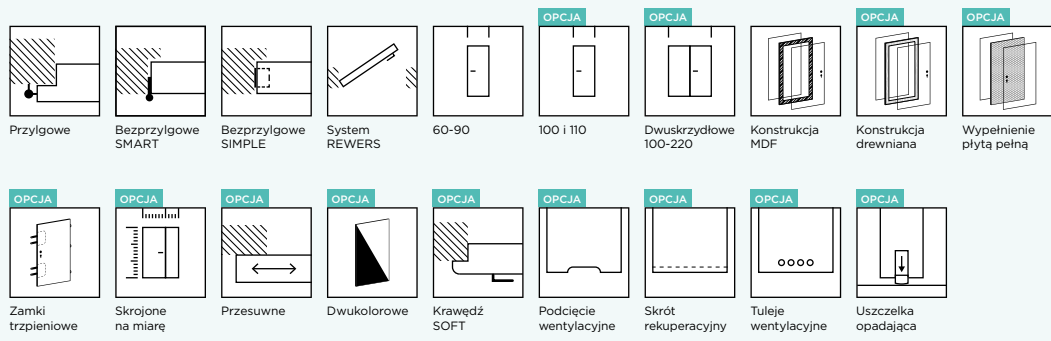 OPCJA
OPCJA
OPCJA
OPCJA
Przylgowe
Bezprzylgowe
SMART
Bezprzylgowe
SIMPLE
System
REWERS
60-90
100 i 110
Dwuskrzydłowe
100-220
Konstrukcja
MDF
Konstrukcja
drewniana
Wypełnienie
płytą pełną
OPCJA
OPCJA
OPCJA
OPCJA
OPCJA
OPCJA
OPCJA
OPCJA
OPCJA
Zamki
trzpieniowe
Skrojone
na miarę
Przesuwne
Dwukolorowe
Krawędź
SOFT
Podcięcie
wentylacyjne
Skrót
rekuperacyjny
Tuleje
wentylacyjne
Uszczelka
opadająca